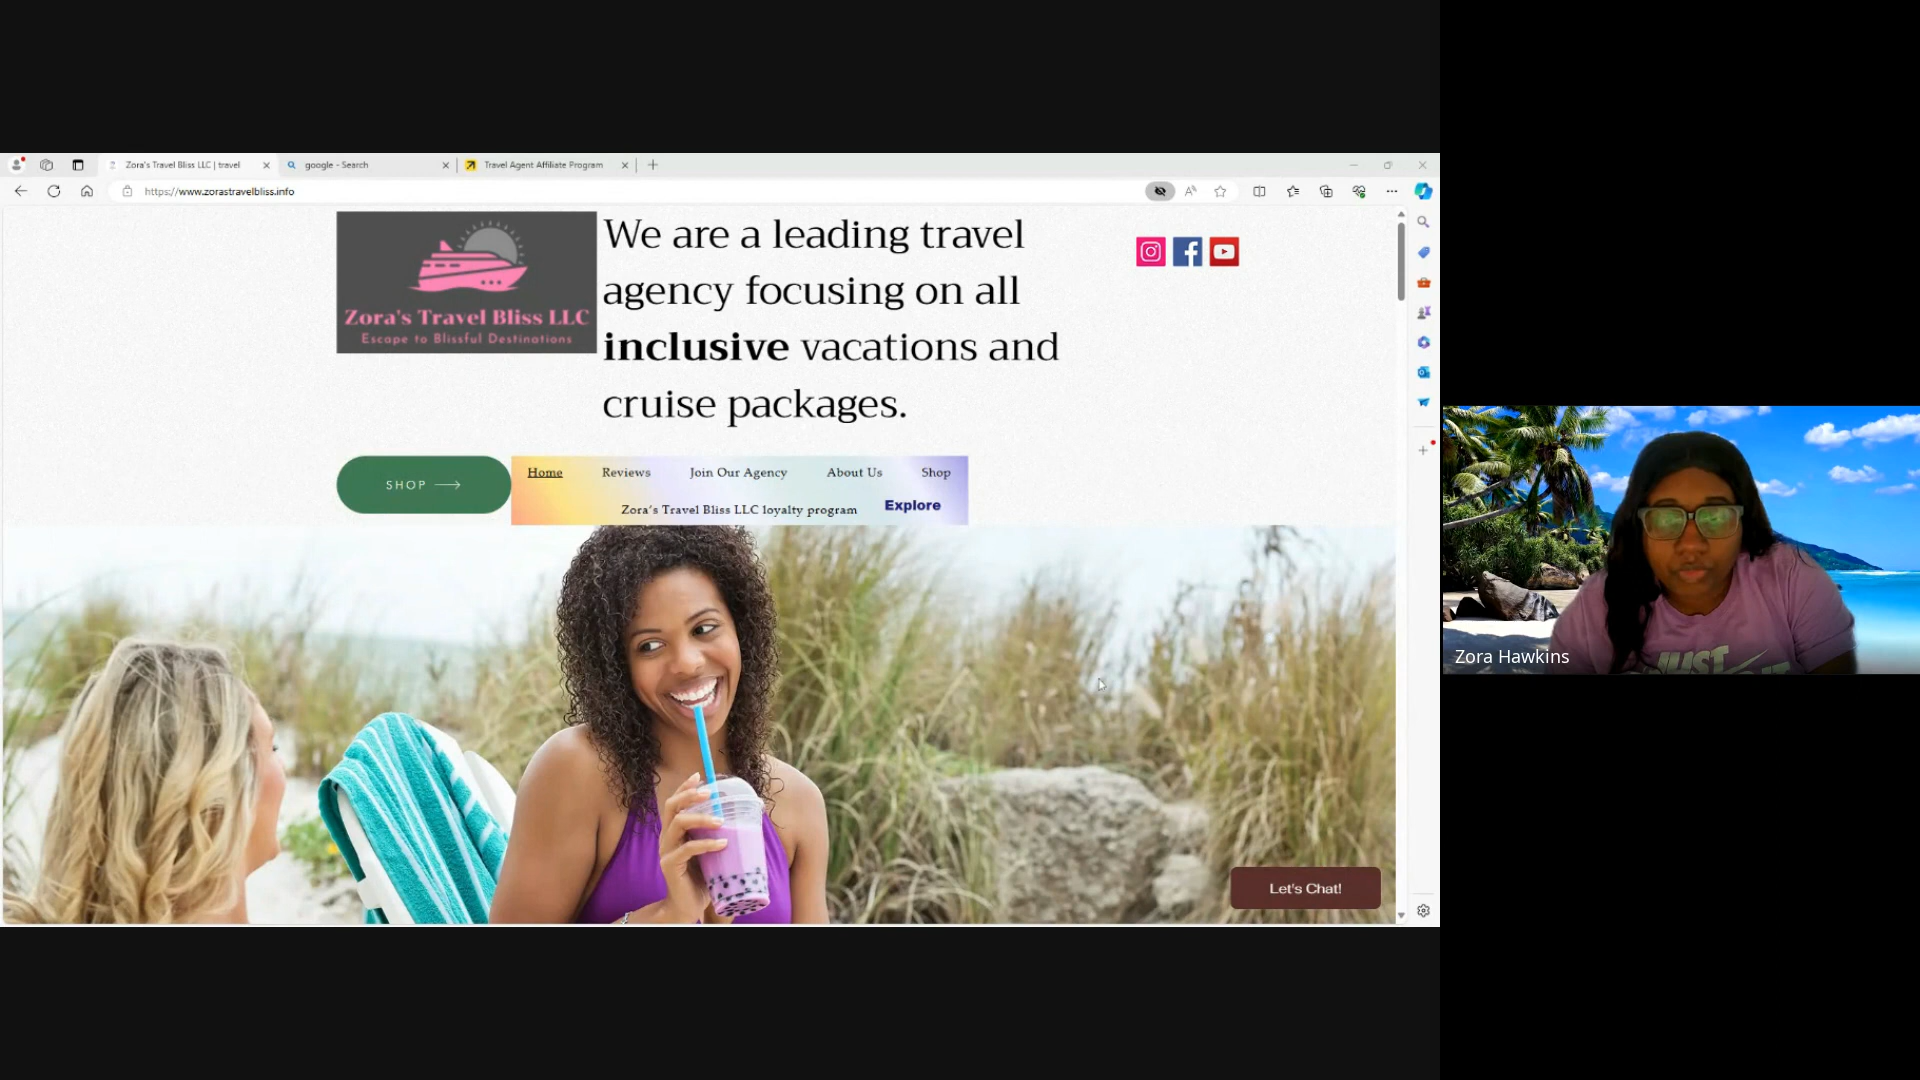 Zora's Travel Bliss LLC | travel
google - Search
Travel Agent Affiliate Program
https://www.zorastravelbliss.info
Zora's Travel Bliss LLC
Escape to Blissful Destinations
We are a leading travel
agency focusing on all
inclusive vacations and
cruise packages.
SHOP
Home Reviews Join Our Agency About Us Shop
Zora's Travel Bliss LLC loyalty program Explore
Let's Chat!
JUST
Zora Hawkins